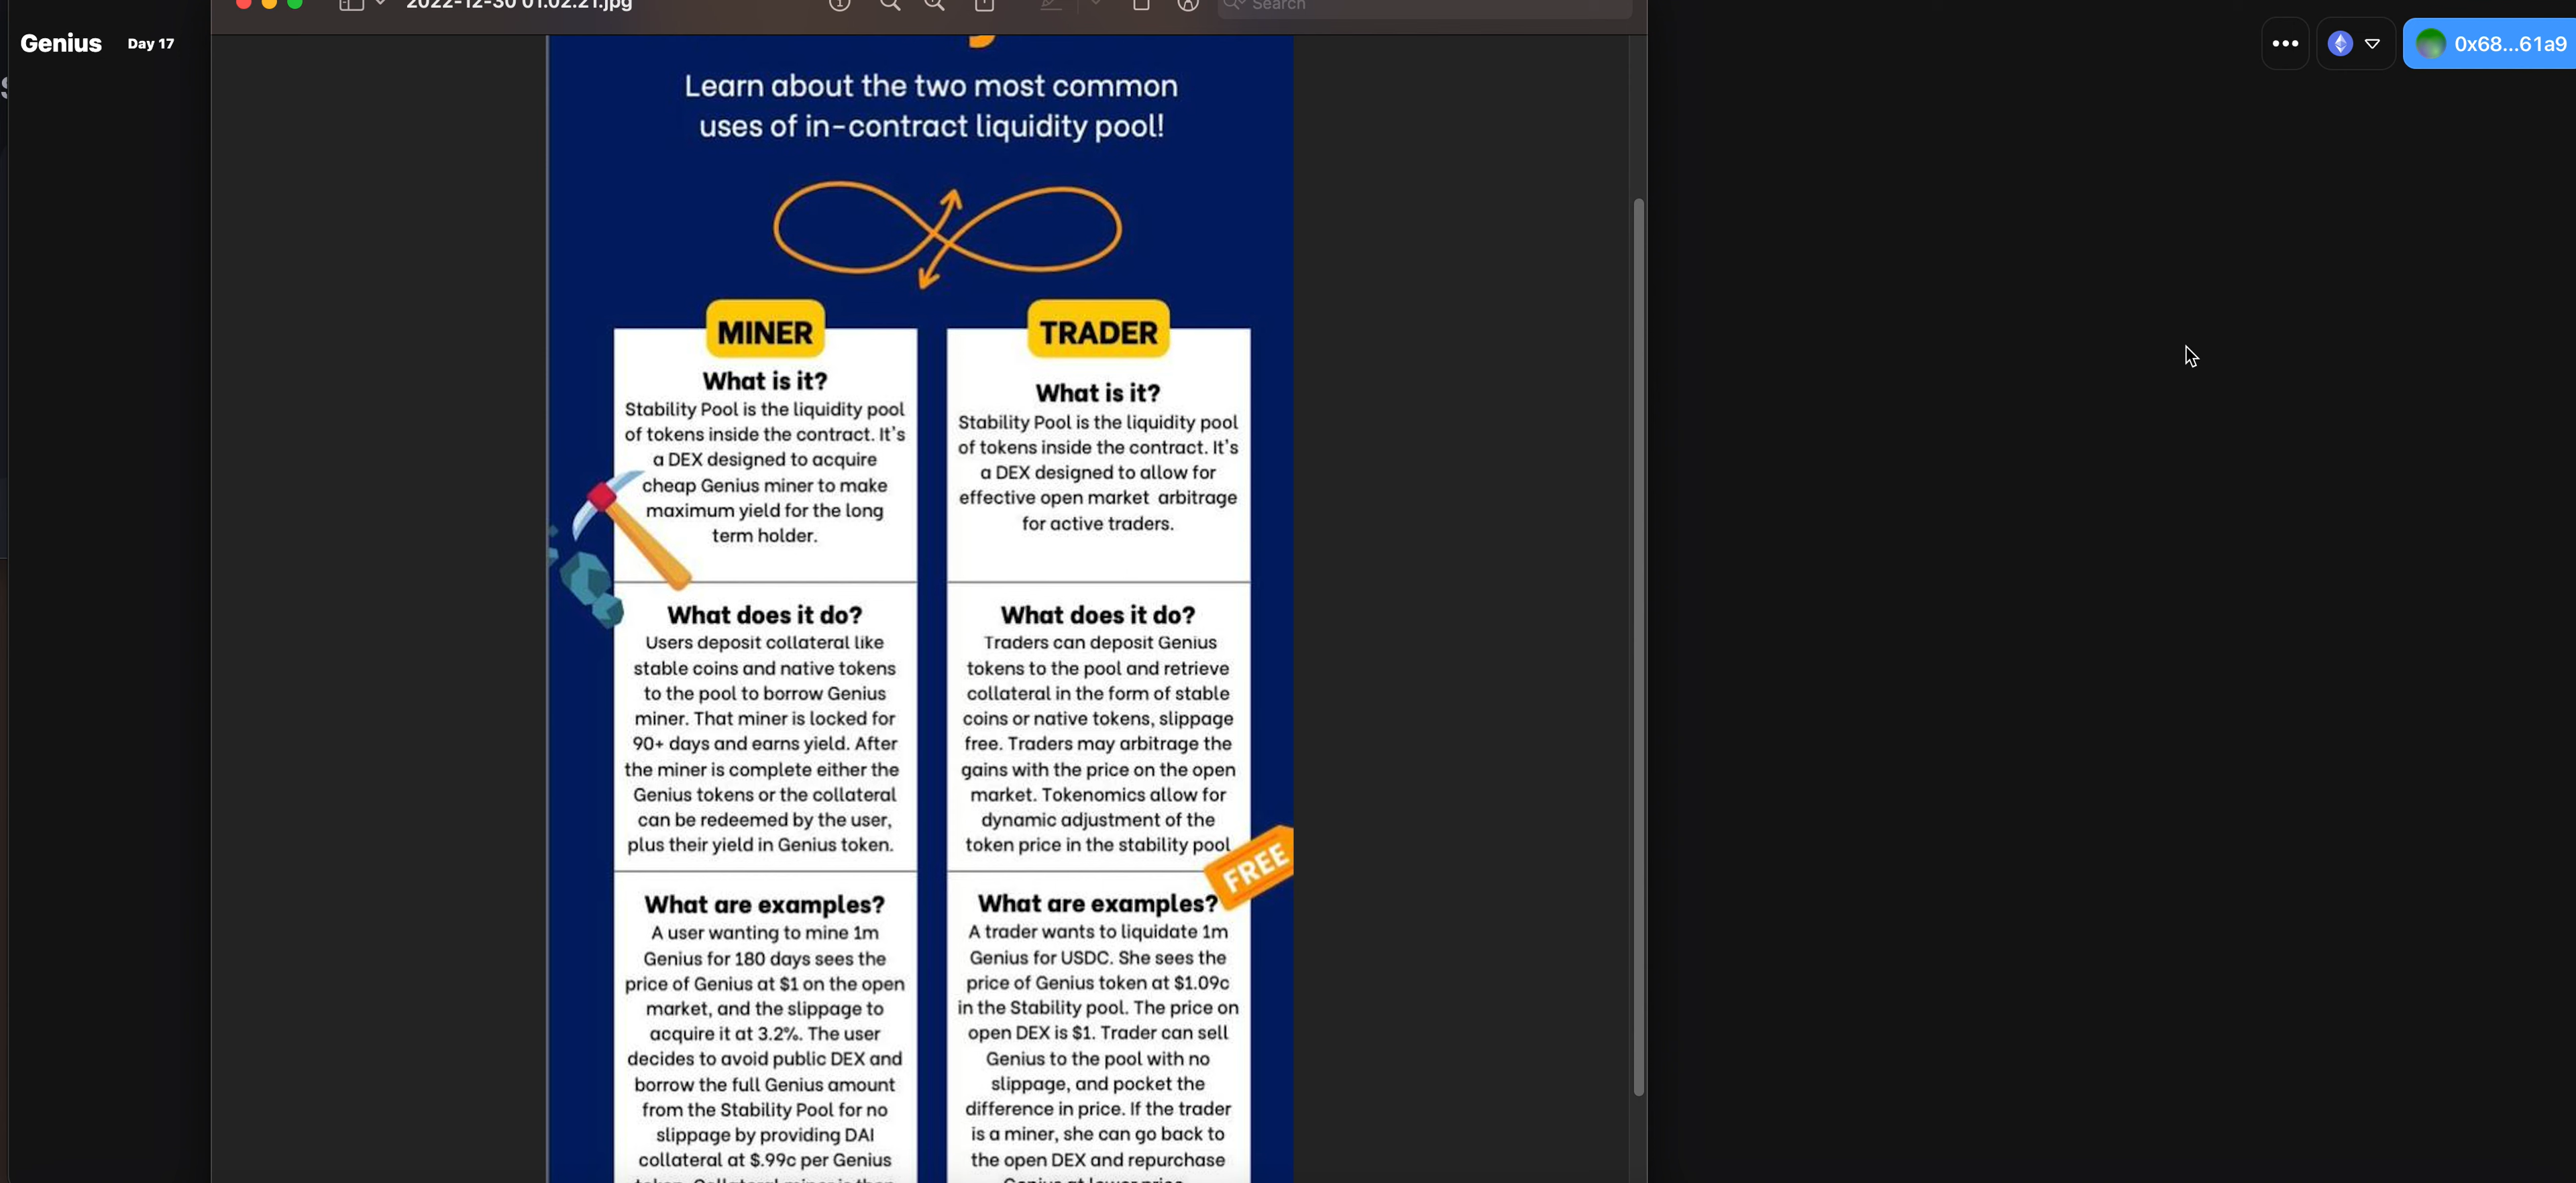 2022-12-30 01.02.21.jpg
Search
Genius
Day 17
0x68...61a9
Learn about the two most common
uses of in-contract liquidity pool!
MINER
What is it?
Stability Pool is the liquidity pool
of tokens inside the contract. It's
a DEX designed to acquire
cheap Genius miner to make
maximum yield for the long
term holder.
What does it do?
Users deposit collateral like
stable coins and native tokens
to the pool to borrow Genius
miner. That miner is locked for
90+ days and earns yield. After
the miner is complete either the
Genius tokens or the collateral
can be redeemed by the user,
plus their yield in Genius token.
What are examples?
A user wanting to mine 1m
Genius for 180 days sees the
price of Genius at $1 on the open
market, and the slippage to
acquire it at 3.2%. The user
decides to avoid public DEX and
borrow the full Genius amount
from the Stability Pool for no
slippage by providing DAI
collateral at $.99c per Genius
TRADER
What is it?
Stability Pool is the liquidity pool
of tokens inside the contract. It's
a DEX designed to allow for
effective open market arbitrage
for active traders.
What does it do?
Traders can deposit Genius
tokens to the pool and retrieve
collateral in the form of stable
coins or native tokens, slippage
free. Traders may arbitrage the
gains with the price on the open
market. Tokenomics allow for
dynamic adjustment of the
token price in the stability pool
FREE
What are examples?
A trader wants to liquidate 1m
Genius for USDC. She sees the
price of Genius token at $1.09c
in the Stability pool. The price on
open DEX is $1. Trader can sell
Genius to the pool with no
slippage, and pocket the
difference in price. If the trader
is a miner, she can go back to
the open DEX and repurchase